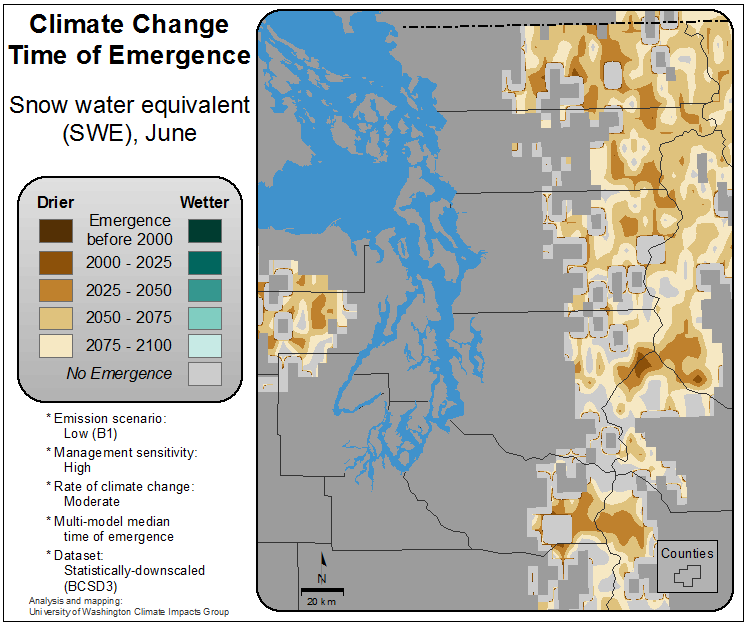 Climate Change
Time of Emergence
Snow water equivalent
(SWE), June
Drier
Wetter
Emergence
before 2000
2000 - 2025
2025 - 2050
2050 - 2075
2075 - 2100
No Emergence
* Emission scenario:
Low (B1)
* Management sensitivity:
High
* Rate of climate change:
Moderate
* Multi-model median
time of emergence
* Dataset:
Statistically-downscaled
(BCSD3)
Analysis and mapping:
University of Washington Climate Impacts Group
N
20 km
Counties